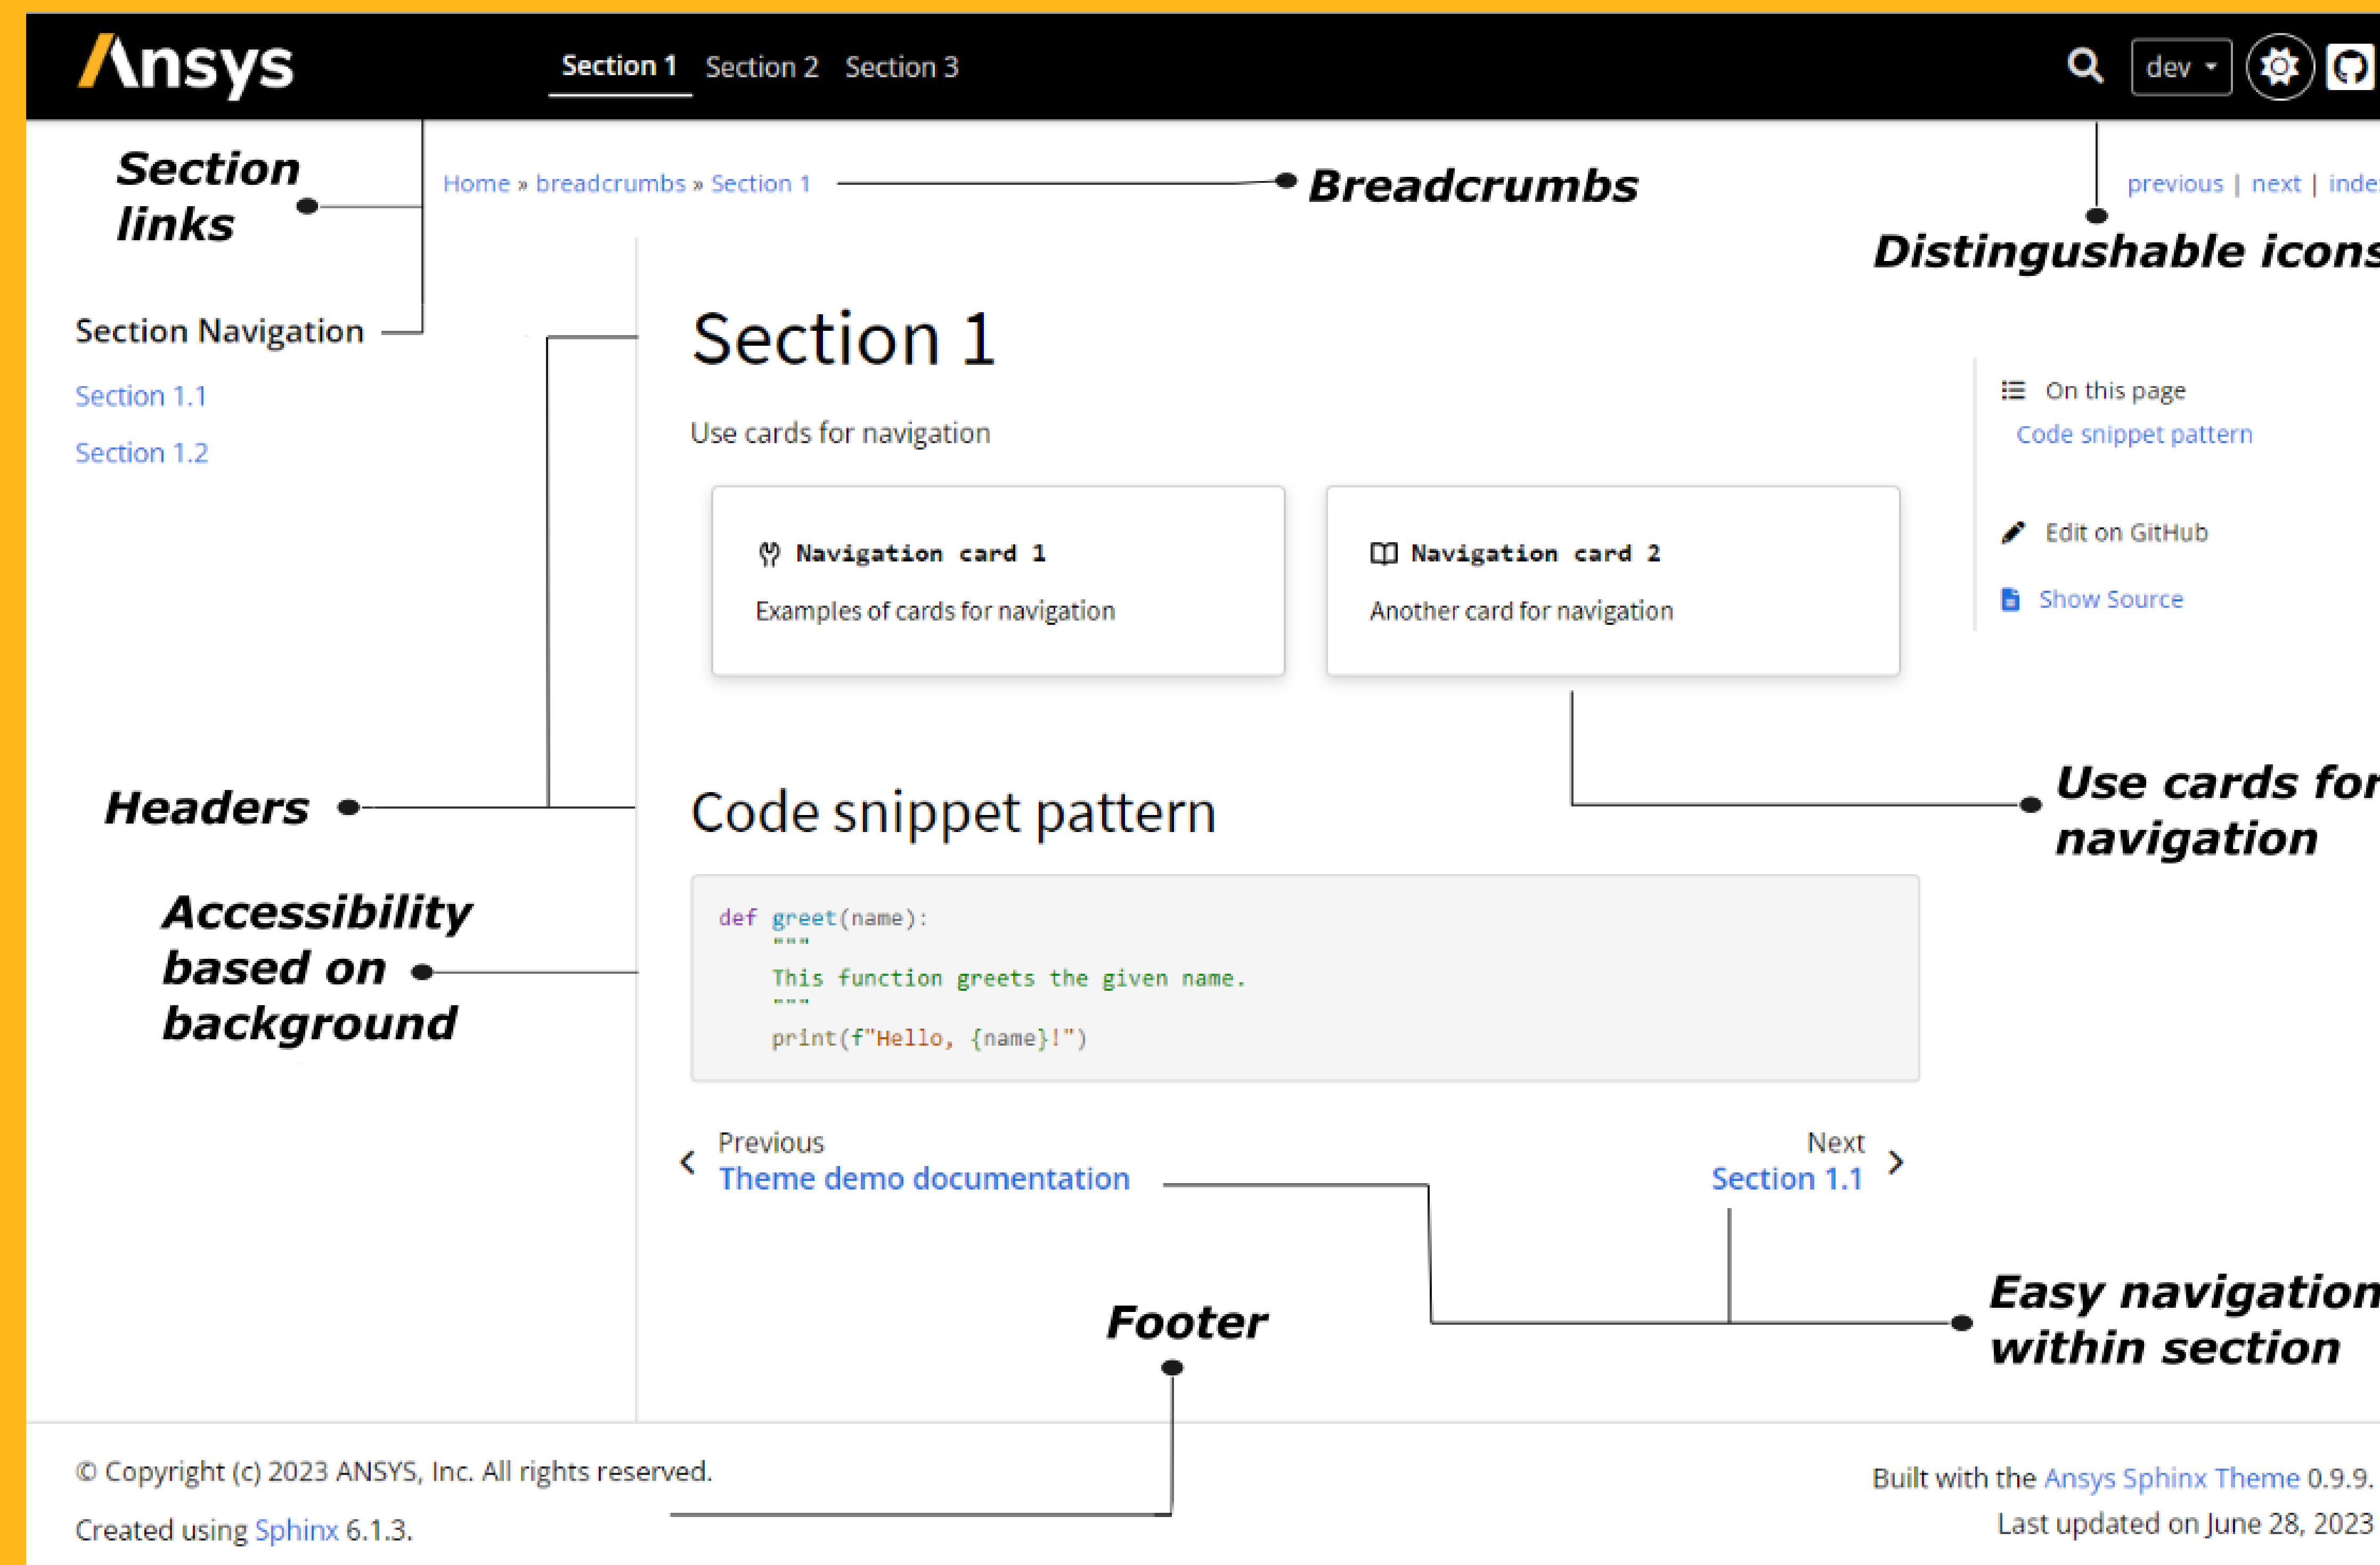 Ansys
Section 1 Section 2 Section 3
dev
Section
links
Home » breadcrumbs » Section 1
Breadcrumbs
previous | next | inde
Distingushable icons
Section Navigation
Section 1.1
Section 1.2
Section 1
Use cards for navigation
Navigation card 1
Examples of cards for navigation
Navigation card 2
Another card for navigation
On this page
Code snippet pattern
Edit on GitHub
Show Source
Use cards for
navigation
Headers
Code snippet pattern
Accessibility
based on
background
def greet(name):
"""
This function greets the given name.
"""
print(f"Hello, {name}!")
Previous
Theme demo documentation
Next
Section 1.1
Easy navigation
within section
Footer
© Copyright (c) 2023 ANSYS, Inc. All rights reserved.
Created using Sphinx 6.1.3.
Built with the Ansys Sphinx Theme 0.9.9.
Last updated on June 28, 2023